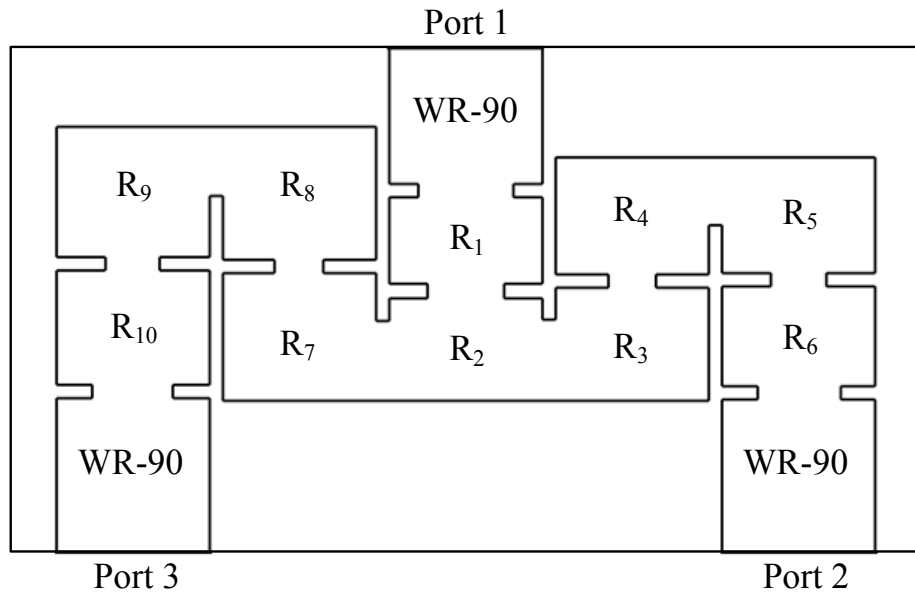 Port 1
WR-90
R₉
R₈
R₄
R₅
R₁
R₁₀
R₇
R₂
R₃
R₆
WR-90
WR-90
Port 3
Port 2